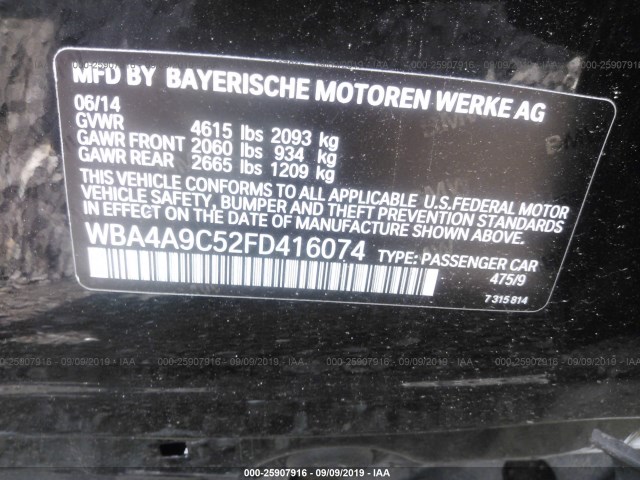 000-25907916 - 09/09/2019 - IAA
MFD BY BAYERISCHE MOTOREN WERKE AG
06/14
GVWR 4615 lbs 2093 kg
GAWR FRONT 2060 lbs 934 kg
GAWR REAR 2665 lbs 1209 kg
THIS VEHICLE CONFORMS TO ALL APPLICABLE U.S.FEDERAL MOTOR
VEHICLE SAFETY, BUMPER AND THEFT PREVENTION STANDARDS
IN EFFECT ON THE DATE OF MANUFACTURE SHOWN ABOVE.
WBA4A9C52FD416074 TYPE: PASSENGER CAR
475/9
7 315 814
000-25907916 - 09/09/2019 - IAA